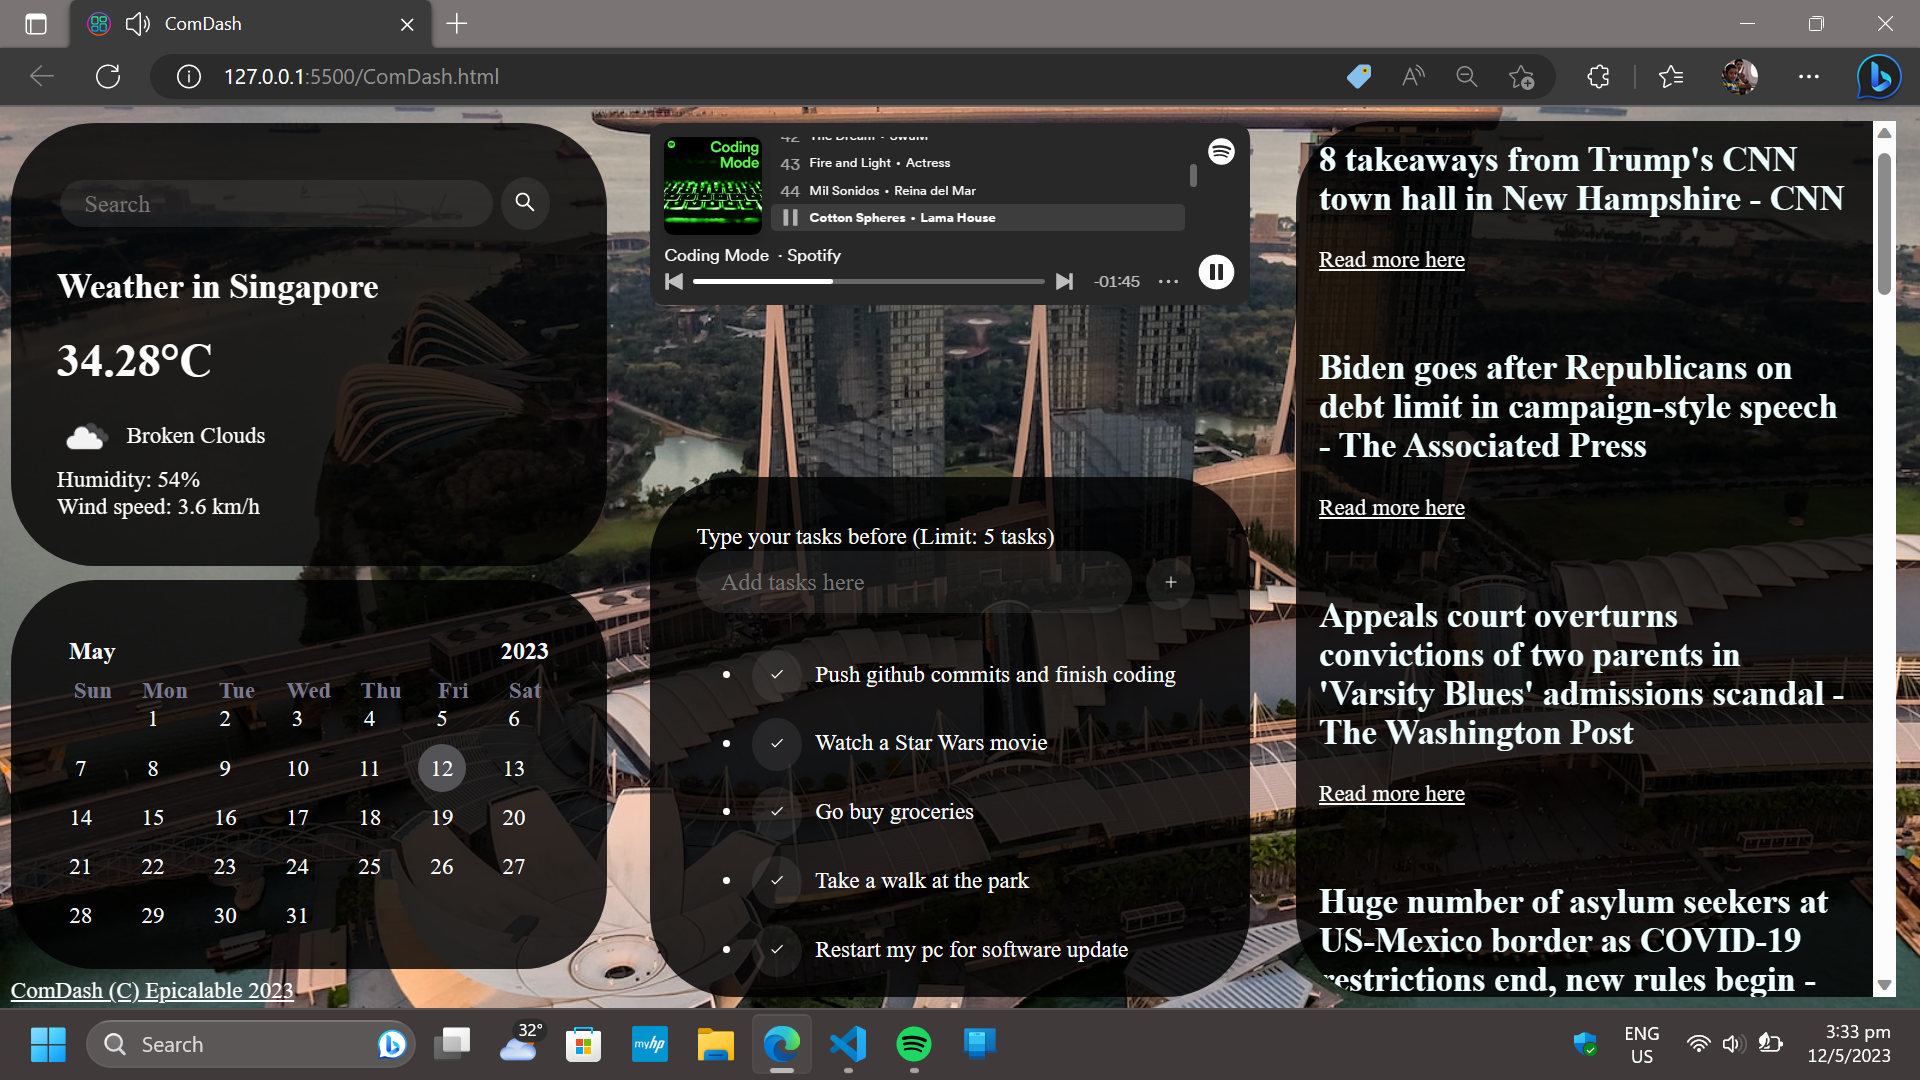 ComDash
127.0.0.1:5500/ComDash.html
Search
Weather in Singapore
34.28°C
Broken Clouds
Humidity: 54%
Wind speed: 3.6 km/h
May 2023
Sun Mon Tue Wed Thu Fri Sat
1 2 3 4 5 6
7 8 9 10 11 12 13
14 15 16 17 18 19 20
21 22 23 24 25 26 27
28 29 30 31
ComDash (C) Epicalable 2023
Coding Mode
42 The Dream • SwuM
43 Fire and Light • Actress
44 Mil Sonidos • Reina del Mar
Cotton Spheres • Lama House
Coding Mode · Spotify
-01:45
Type your tasks before (Limit: 5 tasks)
Add tasks here
+
• Push github commits and finish coding
• Watch a Star Wars movie
• Go buy groceries
• Take a walk at the park
• Restart my pc for software update
8 takeaways from Trump's CNN
town hall in New Hampshire - CNN
Read more here
Biden goes after Republicans on
debt limit in campaign-style speech
- The Associated Press
Read more here
Appeals court overturns
convictions of two parents in
'Varsity Blues' admissions scandal -
The Washington Post
Read more here
Huge number of asylum seekers at
US-Mexico border as COVID-19
restrictions end, new rules begin -
Search
32°
myhp
ENG
US
3:33 pm
12/5/2023